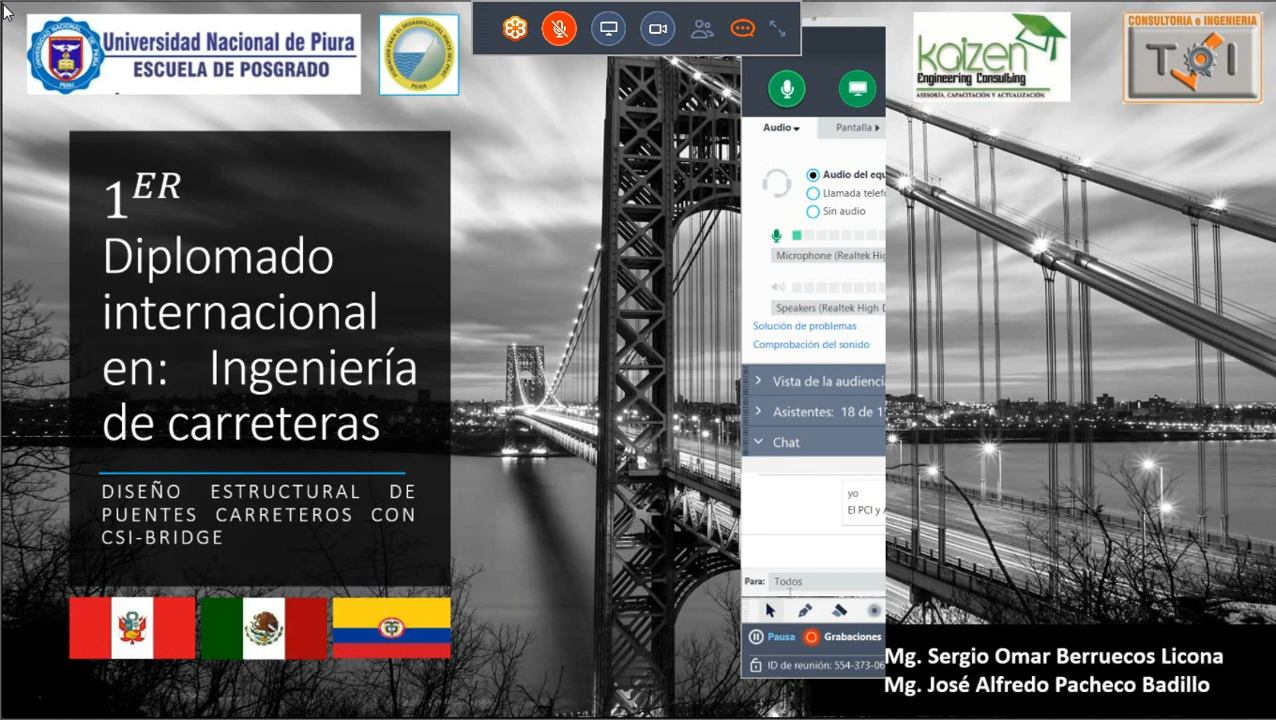 Universidad Nacional de Piura
ESCUELA DE POSGRADO
kaizen
Engineering Consulting
ASESORÍA, CAPACITACIÓN Y ACTUALIZACIÓN
CONSULTORIA e INGENIERIA
1ER
Diplomado
internacional
en: Ingeniería
de carreteras
DISEÑO ESTRUCTURAL DE
PUENTES CARRETEROS CON
CSI-BRIDGE
Audio
Pantalla
Audio del equ
Llamada telef
Sin audio
Microphone (Realtek Hig
Speakers (Realtek High D
Solución de problemas
Comprobación del sonido
Vista de la audienci
Asistentes: 18 de 1
Chat
yo
El PCI y
Para: Todos
Pausa
Grabaciones
ID de reunión: 554-373-06
Mg. Sergio Omar Berruecos Licona
Mg. José Alfredo Pacheco Badillo